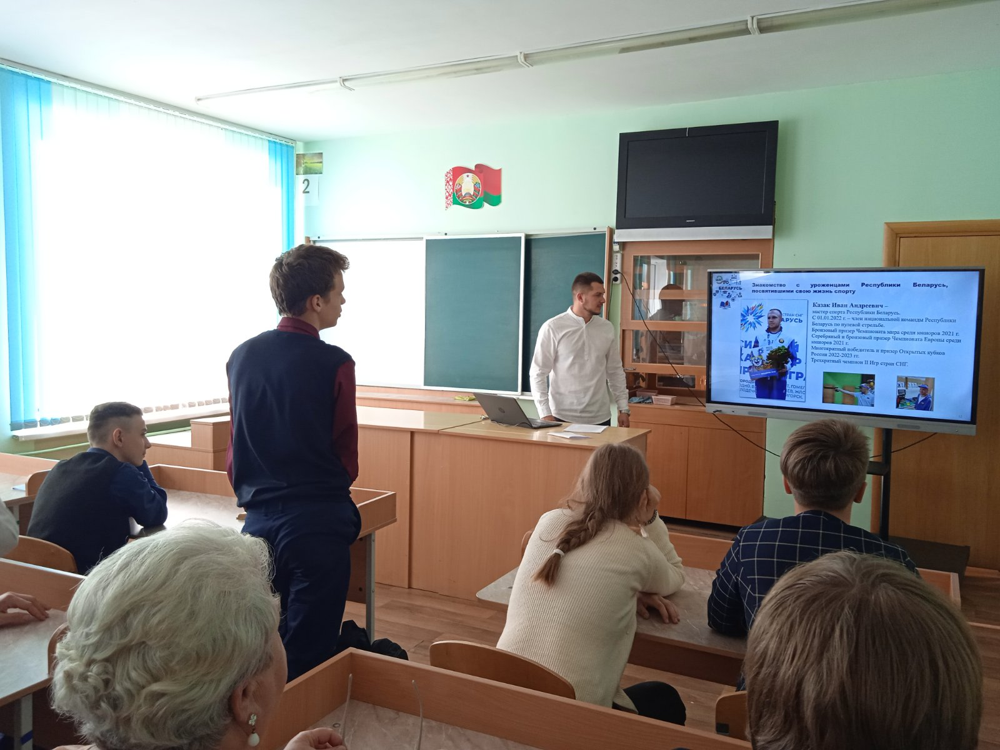 2
ШАГ
БЕЛАРУСЬ
Знакомство с уроженцами Республики Беларусь,
посвятившими свою жизнь спорту
СТРАН СНГ
АРУСЬ
Казак Иван Андреевич –
мастер спорта Республики Беларусь.
С 01.01.2022 г. – член национальной команды Республики
Беларусь по пулевой стрельбе.
Бронзовый призер Чемпионата мира среди юниоров 2021 г.
Серебряный и бронзовый призер Чемпионата Европы среди
юниоров 2021 г.
Многократный победитель и призер Открытых кубков
России 2022-2023 гг.
Трехкратный чемпион II Игр стран СНГ.